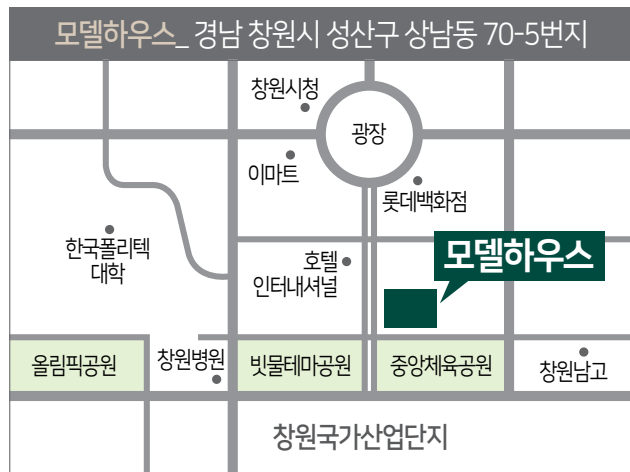 모델하우스_ 경남 창원시 성산구 상남동 70-5번지
창원시청
광장
이마트
롯데백화점
한국폴리텍
대학
호텔
인터내셔널
모델하우스
올림픽공원
창원병원
빗물테마공원
중앙체육공원
창원남고
창원국가산업단지